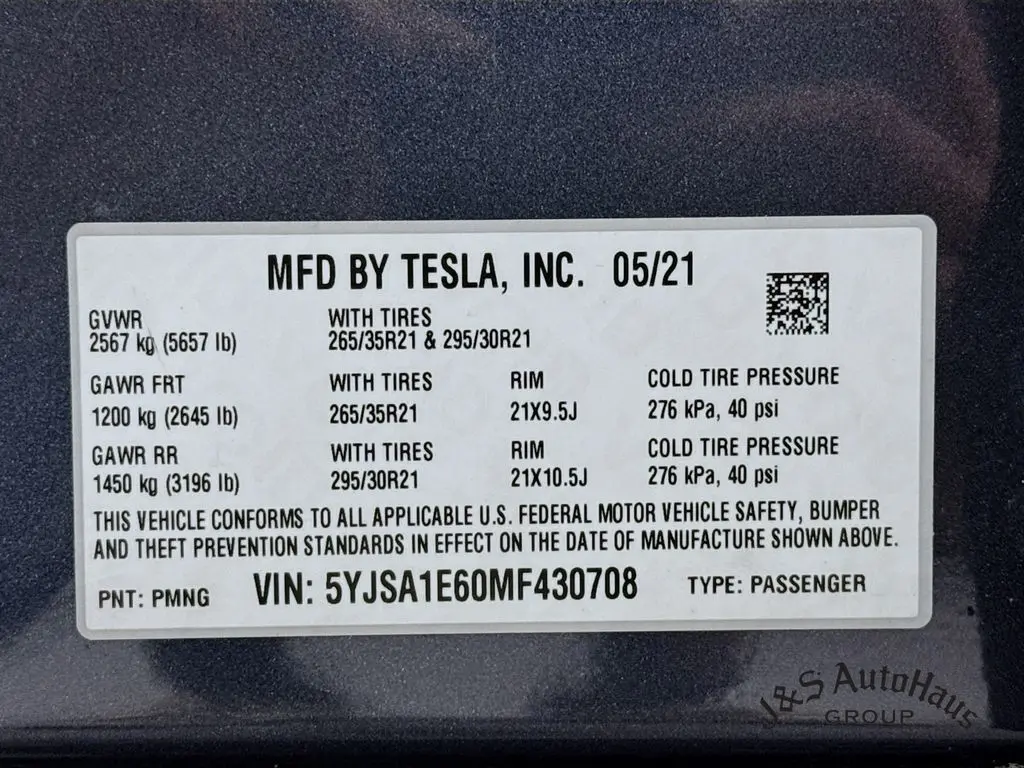 MFD BY TESLA, INC. 05/21
GVWR WITH TIRES
2567 kg (5657 lb) 265/35R21 & 295/30R21
GAWR FRT WITH TIRES RIM COLD TIRE PRESSURE
1200 kg (2645 lb) 265/35R21 21X9.5J 276 kPa, 40 psi
GAWR RR WITH TIRES RIM COLD TIRE PRESSURE
1450 kg (3196 lb) 295/30R21 21X10.5J 276 kPa, 40 psi
THIS VEHICLE CONFORMS TO ALL APPLICABLE U.S. FEDERAL MOTOR VEHICLE SAFETY, BUMPER
AND THEFT PREVENTION STANDARDS IN EFFECT ON THE DATE OF MANUFACTURE SHOWN ABOVE.
PNT: PMNG VIN: 5YJSA1E60MF430708 TYPE: PASSENGER
J&S AutoHaus
GROUP